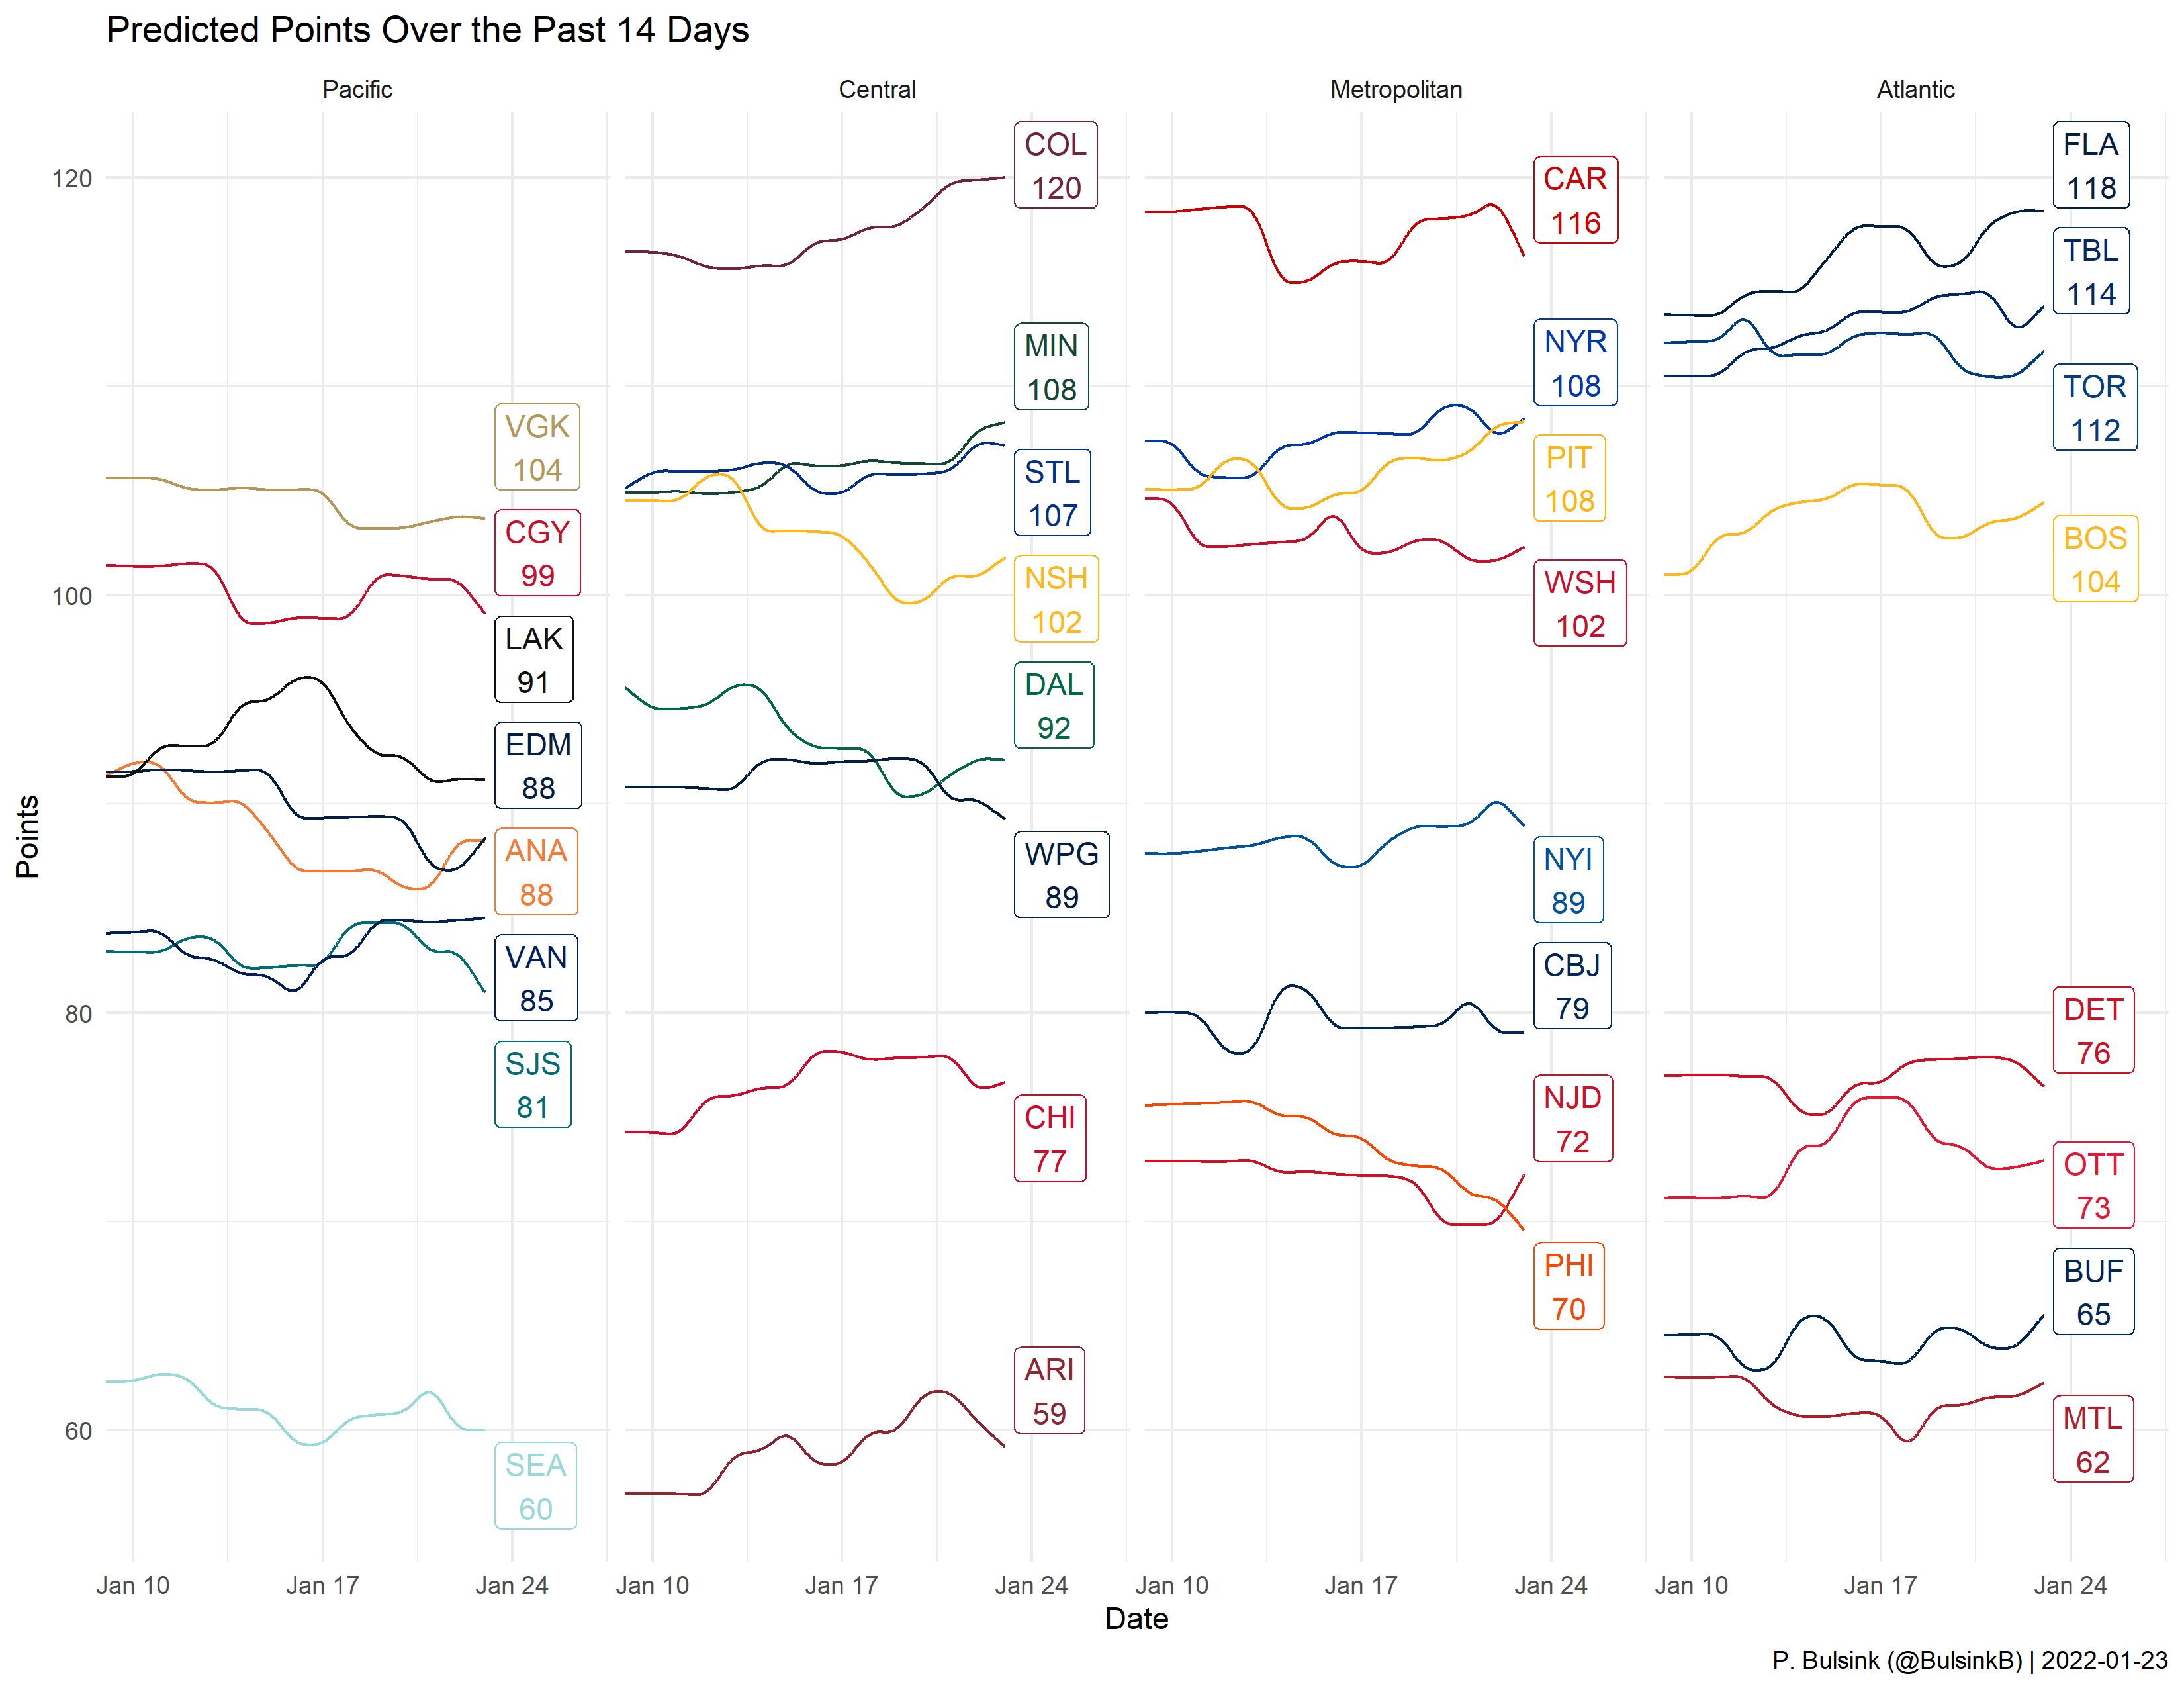 Predicted Points Over the Past 14 Days
Pacific
Central
Metropolitan
Atlantic
Points
120
100
80
60
VGK
104
CGY
99
LAK
91
EDM
88
ANA
88
VAN
85
SJS
81
SEA
60
COL
120
MIN
108
STL
107
NSH
102
DAL
92
WPG
89
CHI
77
ARI
59
CAR
116
NYR
108
PIT
108
WSH
102
NYI
89
CBJ
79
NJD
72
PHI
70
FLA
118
TBL
114
TOR
112
BOS
104
DET
76
OTT
73
BUF
65
MTL
62
Jan 10 Jan 17 Jan 24
Jan 10 Jan 17 Jan 24
Jan 10 Jan 17 Jan 24
Jan 10 Jan 17 Jan 24
Date
P. Bulsink (@BulsinkB) | 2022-01-23